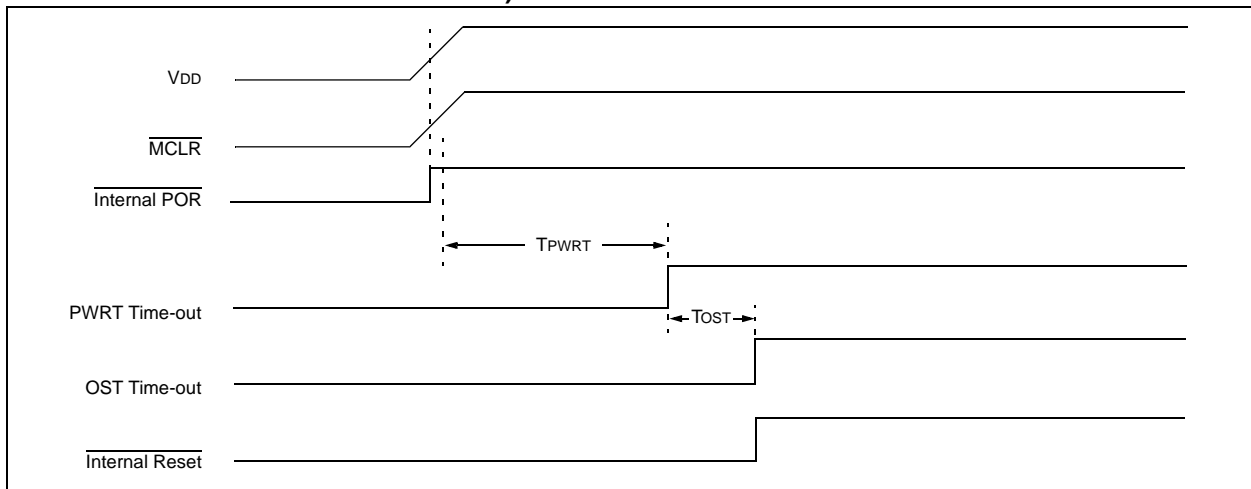 VDD
MCLR
Internal POR
TPWRT
PWRT Time-out
TOST
OST Time-out
Internal Reset